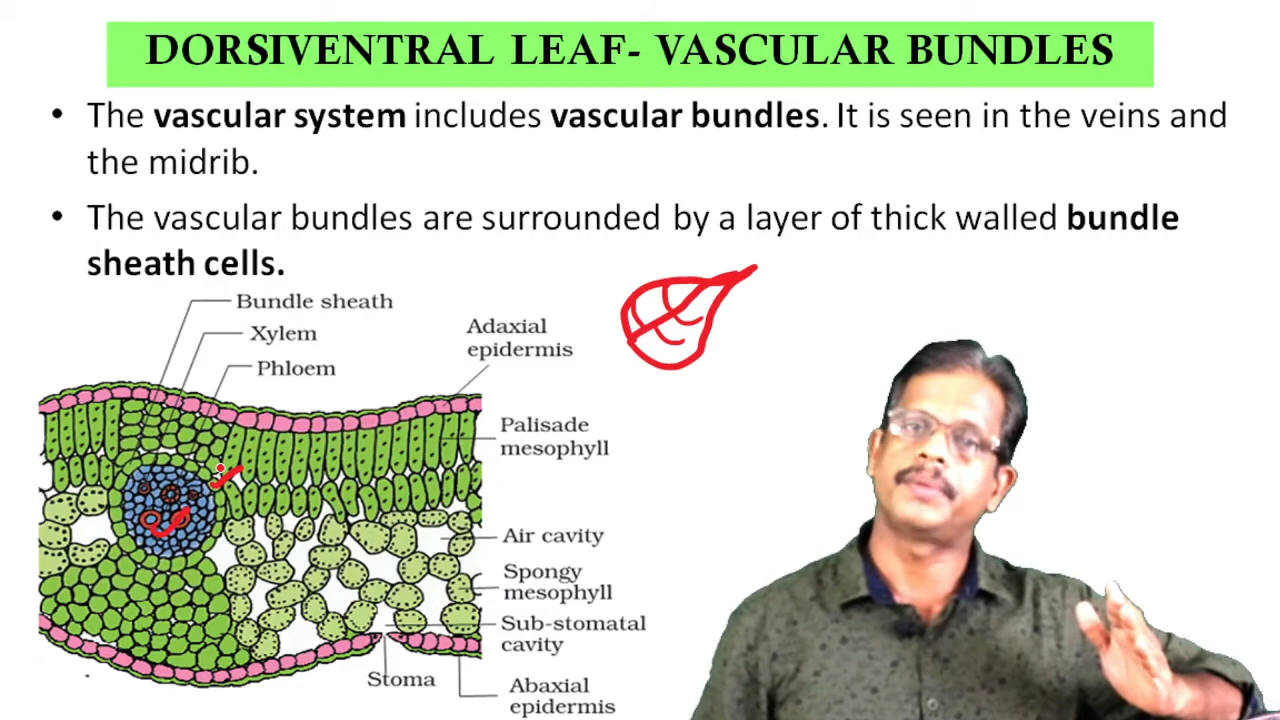 DORSIVENTRAL LEAF- VASCULAR BUNDLES
• The vascular system includes vascular bundles. It is seen in the veins and
the midrib.
• The vascular bundles are surrounded by a layer of thick walled bundle
sheath cells.
Bundle sheath
Xylem
Phloem
Adaxial
epidermis
Palisade
mesophyll
Air cavity
Spongy
mesophyll
Sub-stomatal
cavity
Stoma
Abaxial
epidermis